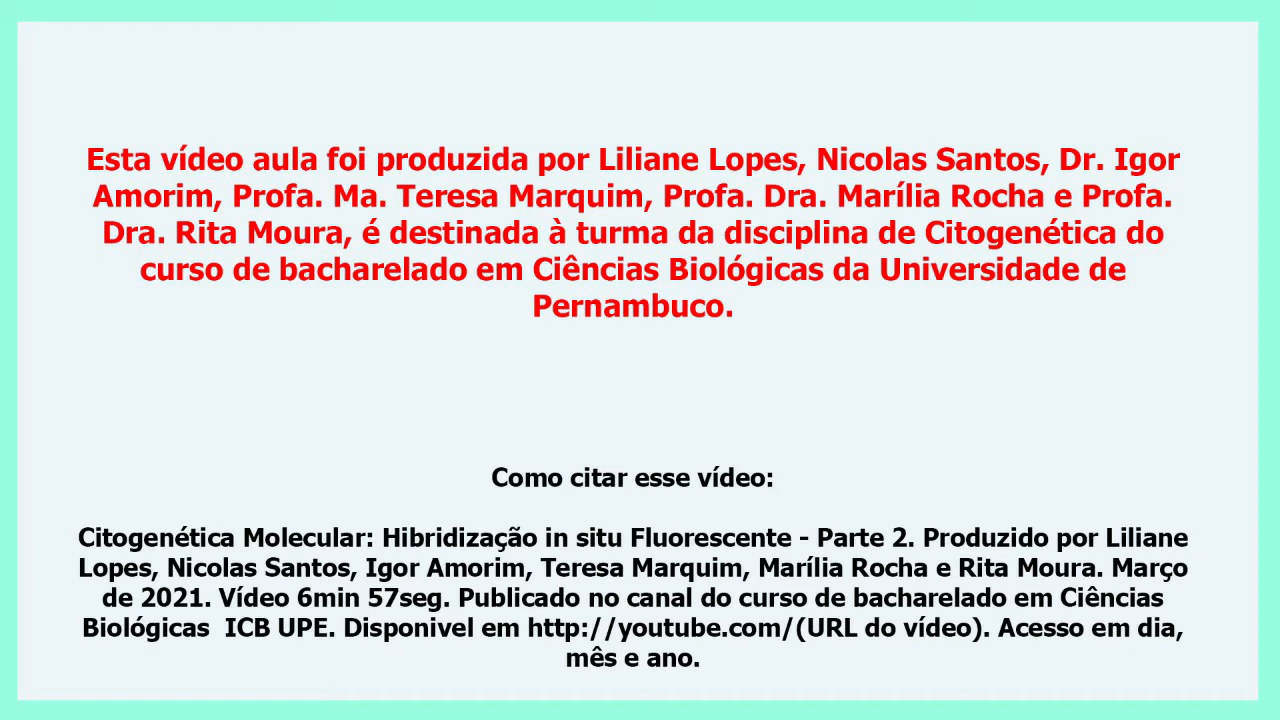 Esta vídeo aula foi produzida por Liliane Lopes, Nicolas Santos, Dr. Igor
Amorim, Profa. Ma. Teresa Marquim, Profa. Dra. Marília Rocha e Profa.
Dra. Rita Moura, é destinada à turma da disciplina de Citogenética do
curso de bacharelado em Ciências Biológicas da Universidade de
Pernambuco.
Como citar esse vídeo:
Citogenética Molecular: Hibridização in situ Fluorescente - Parte 2. Produzido por Liliane
Lopes, Nicolas Santos, Igor Amorim, Teresa Marquim, Marília Rocha e Rita Moura. Março
de 2021. Vídeo 6min 57seg. Publicado no canal do curso de bacharelado em Ciências
Biológicas  ICB UPE. Disponivel em http://youtube.com/(URL do vídeo). Acesso em dia,
mês e ano.